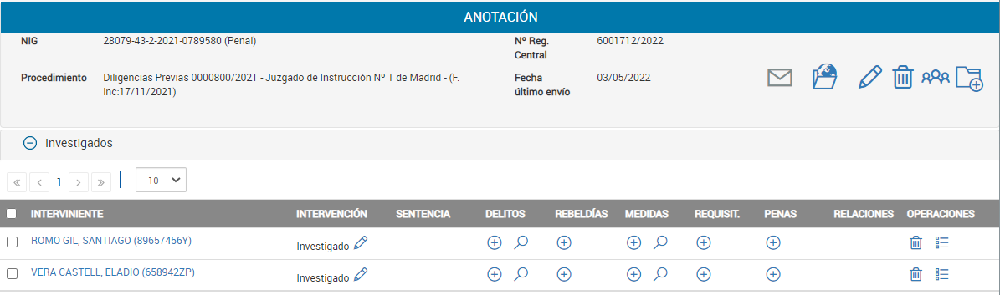 ANOTACIÓN
NIG 28079-43-2-2021-0789580 (Penal) Nº Reg. Central 6001712/2022
Procedimiento Diligencias Previas 0000800/2021 - Juzgado de Instrucción Nº 1 de Madrid - (F.
inc:17/11/2021)
Fecha
último envío
03/05/2022
Investigados
1 10
INTERVINIENTE INTERVENCIÓN SENTENCIA DELITOS REBELDÍAS MEDIDAS REQUISIT. PENAS RELACIONES OPERACIONES
ROMO GIL, SANTIAGO (89657456Y) Investigado
VERA CASTELL, ELADIO (658942ZP) Investigado